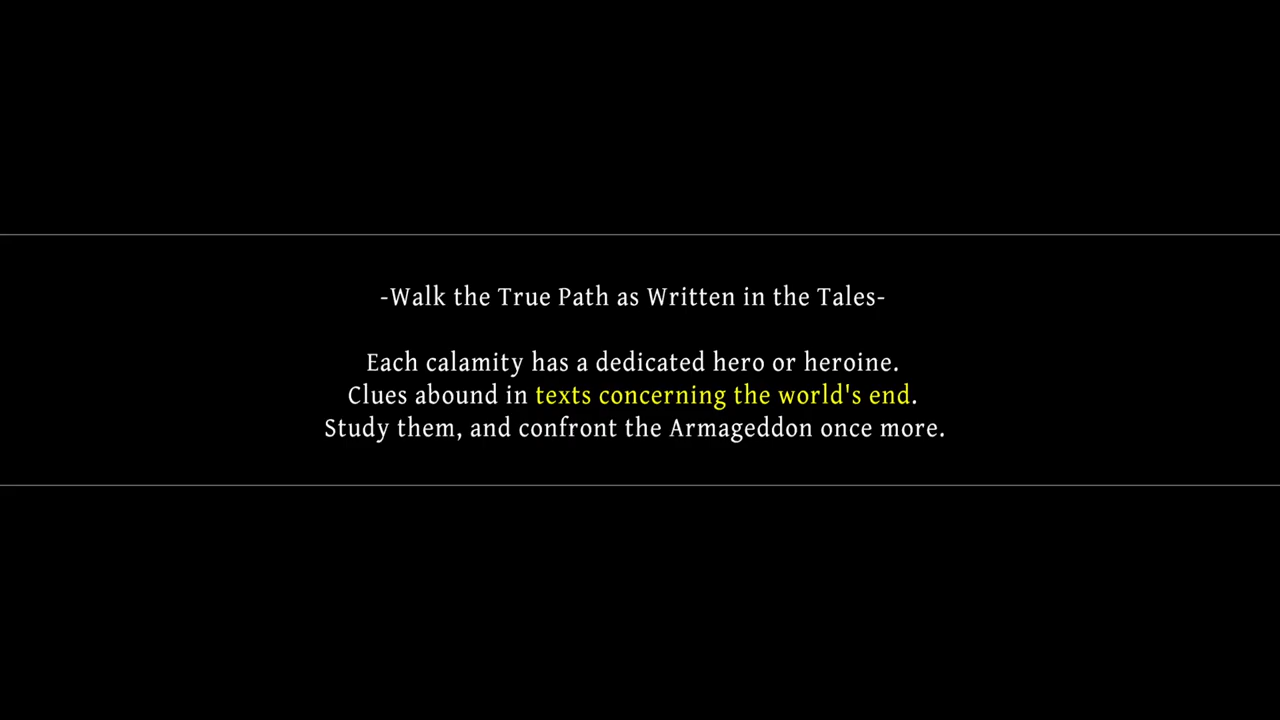 -Walk the True Path as Written in the Tales-
Each calamity has a dedicated hero or heroine.
Clues abound in texts concerning the world's end.
Study them, and confront the Armageddon once more.